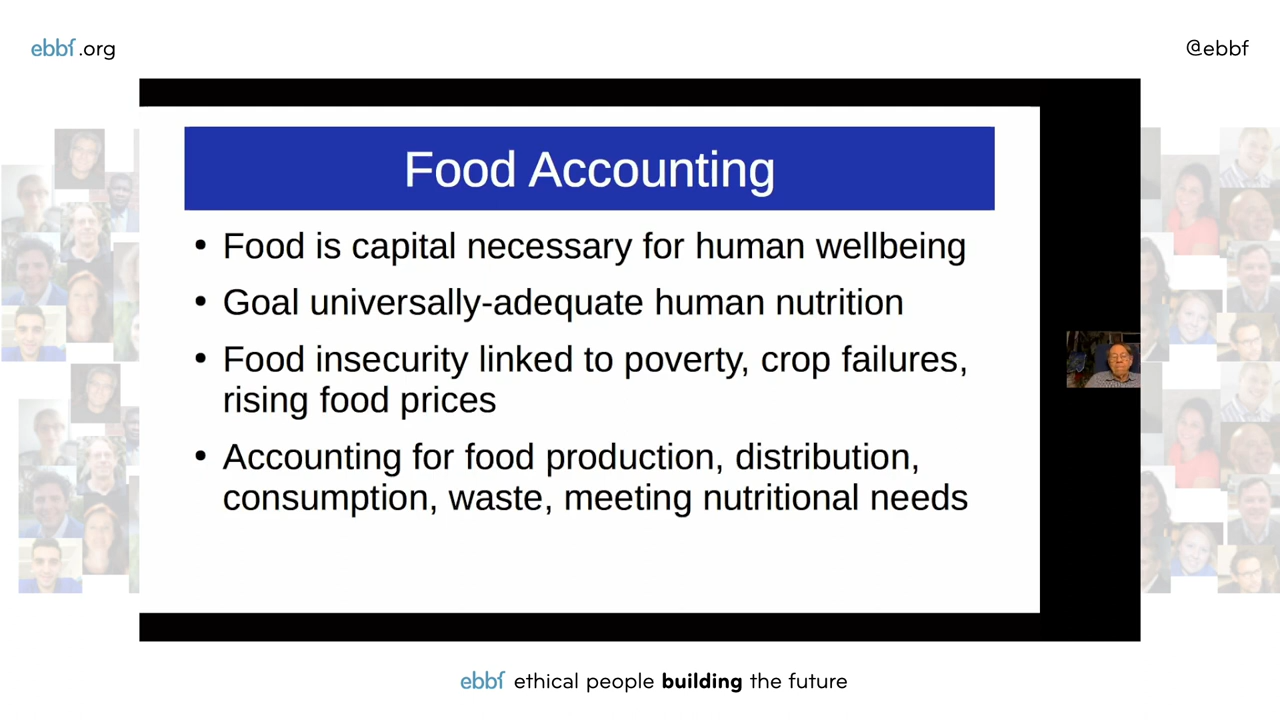 ebbf.org
@ebbf
Food Accounting
• Food is capital necessary for human wellbeing
• Goal universally-adequate human nutrition
• Food insecurity linked to poverty, crop failures,
rising food prices
• Accounting for food production, distribution,
consumption, waste, meeting nutritional needs
ebbf ethical people building the future